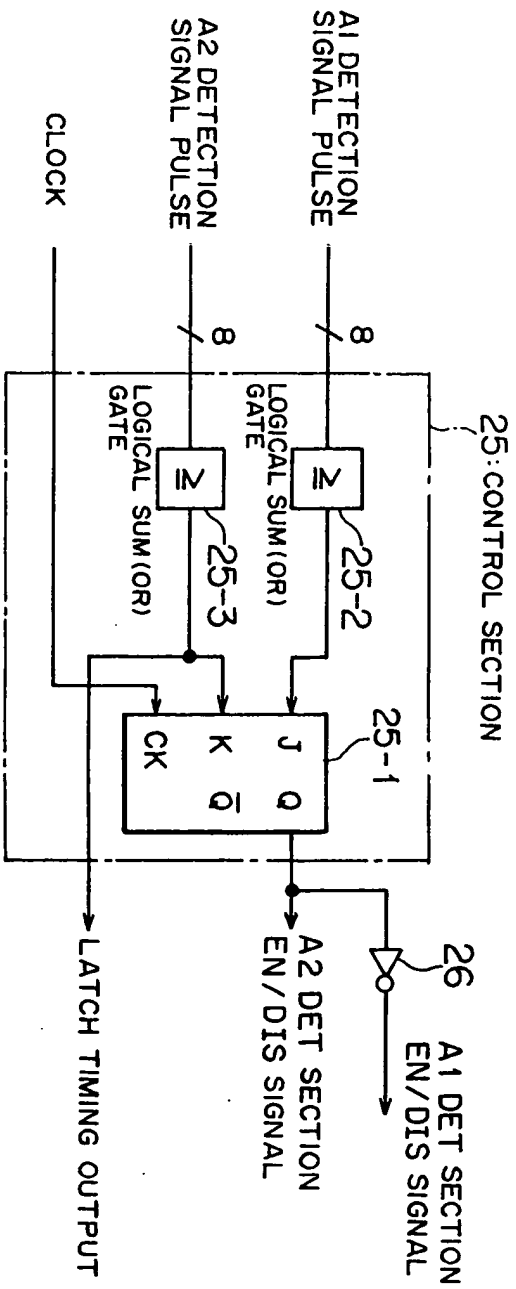 25:CONTROL SECTION
A1 DETECTION
SIGNAL PULSE
8
LOGICAL SUM(OR)
GATE
≥
25-2
A2 DETECTION
SIGNAL PULSE
8
LOGICAL SUM(OR)
GATE
≥
25-3
CLOCK
25-1
J Q
K Q̅
CK
26
A1 DET SECTION
EN/DIS SIGNAL
A2 DET SECTION
EN/DIS SIGNAL
LATCH TIMING OUTPUT